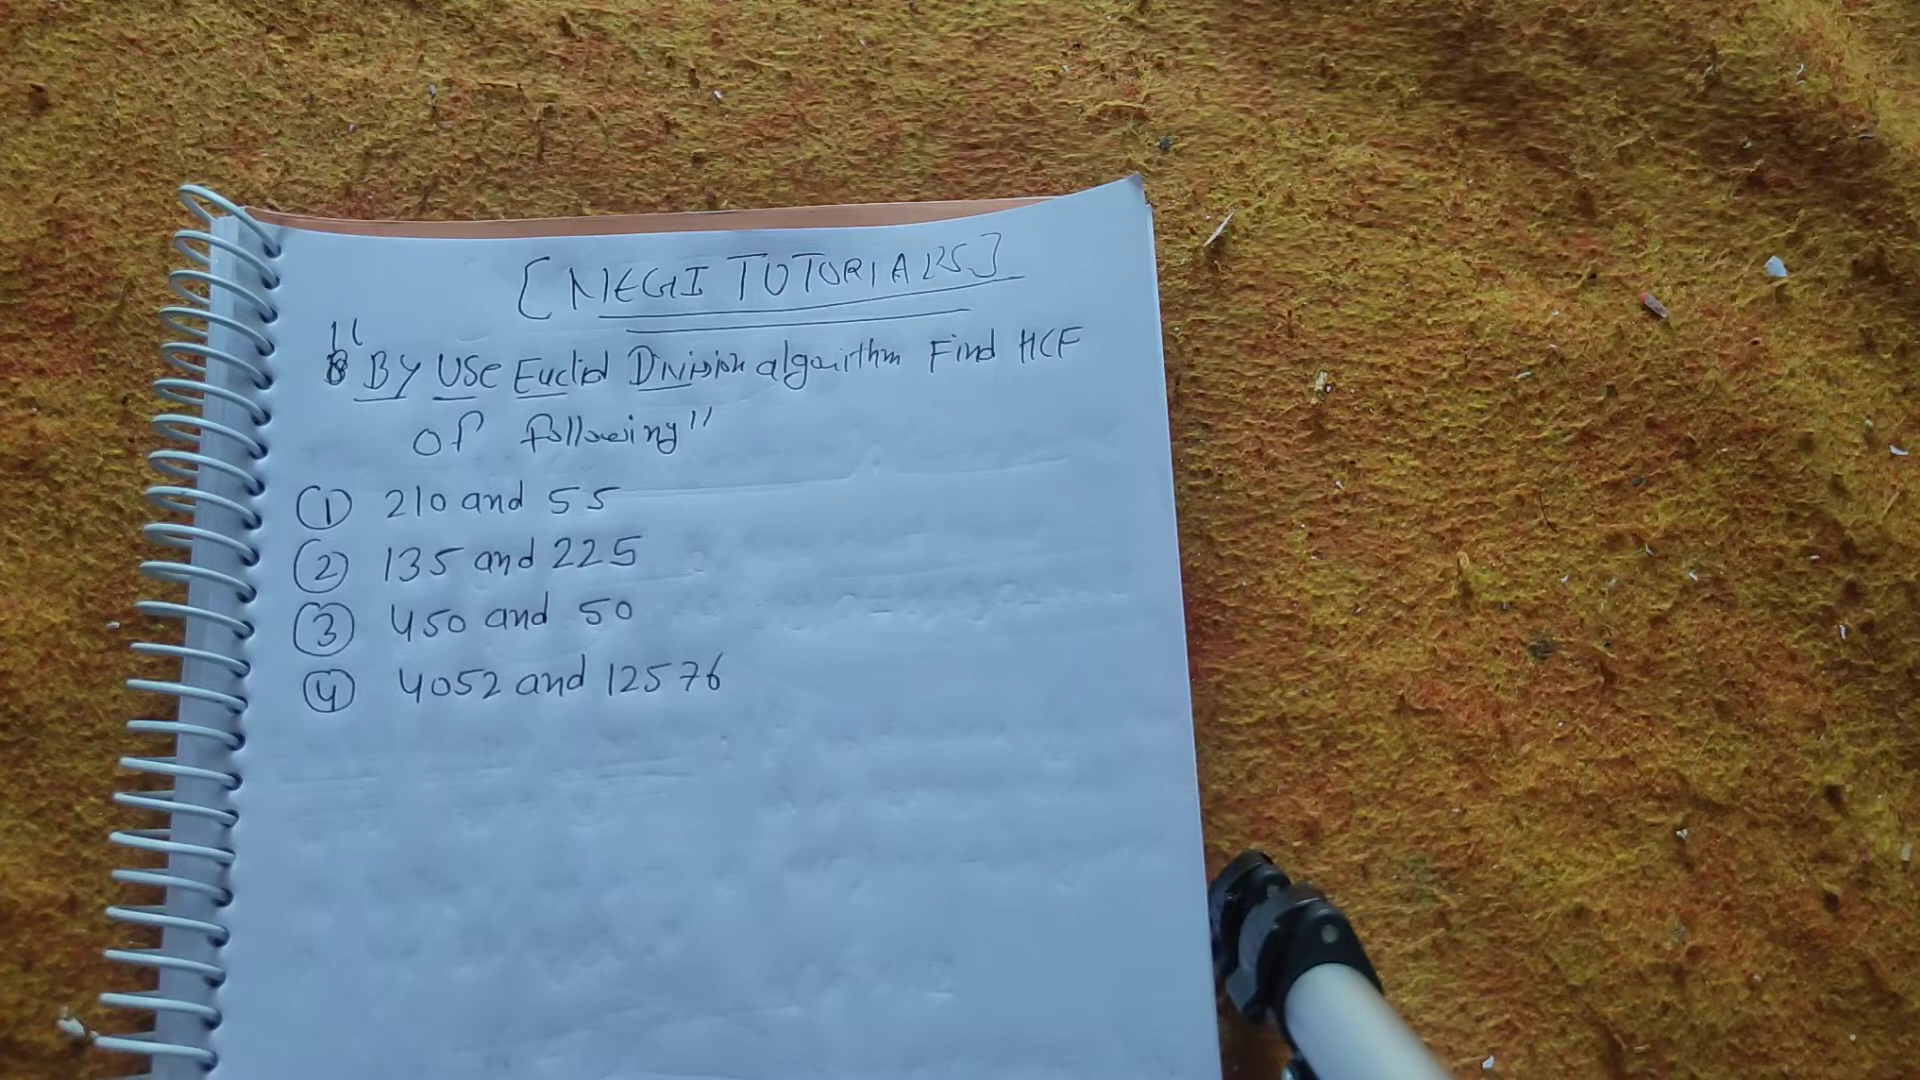 [NEGI TUTORIALS]
" By Use Euclid Division algorithm Find HCF
of following"
① 210 and 55
② 135 and 225
③ 450 and 50
④ 4052 and 12576